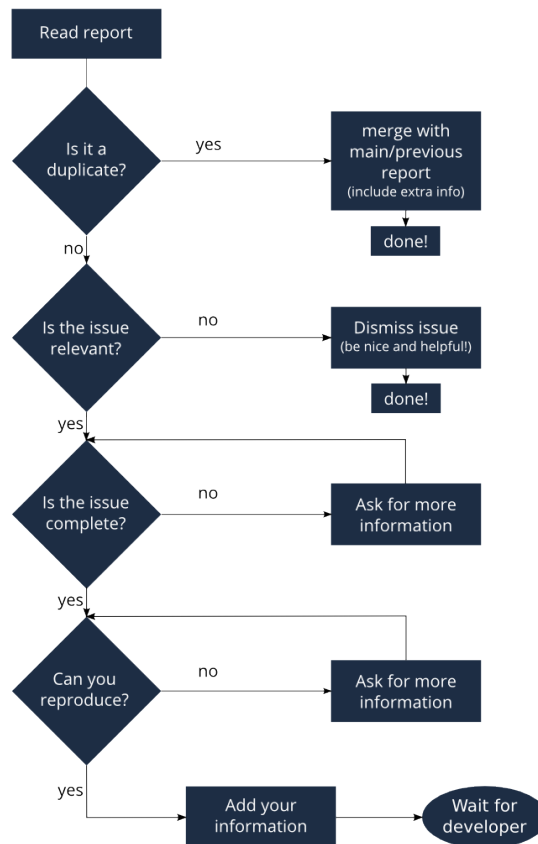 Read report
Is it a
duplicate?
yes
merge with
main/previous
report
(include extra info)
done!
no
Is the issue
relevant?
no
Dismiss issue
(be nice and helpful!)
done!
yes
Is the issue
complete?
no
Ask for more
information
yes
Can you
reproduce?
no
Ask for more
information
yes
Add your
information
Wait for
developer